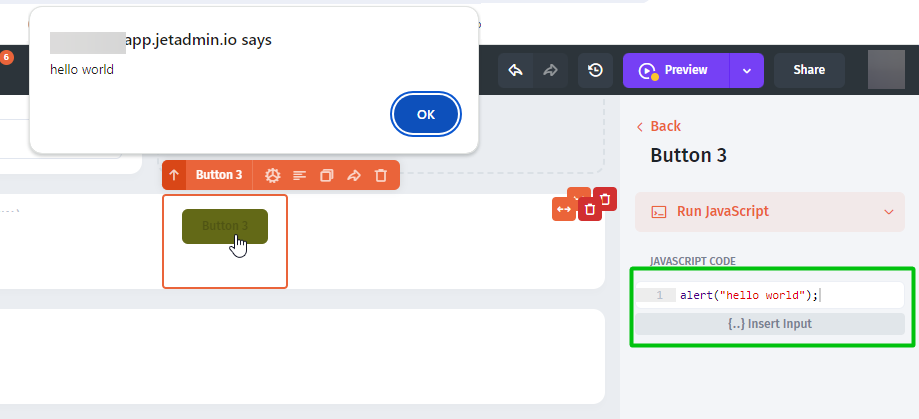 app.jetadmin.io says
hello world
OK
6
Preview
Share
Back
Button 3
Button 3
Run JavaScript
Button 3
JAVASCRIPT CODE
1 alert("hello world");
{..} Insert Input